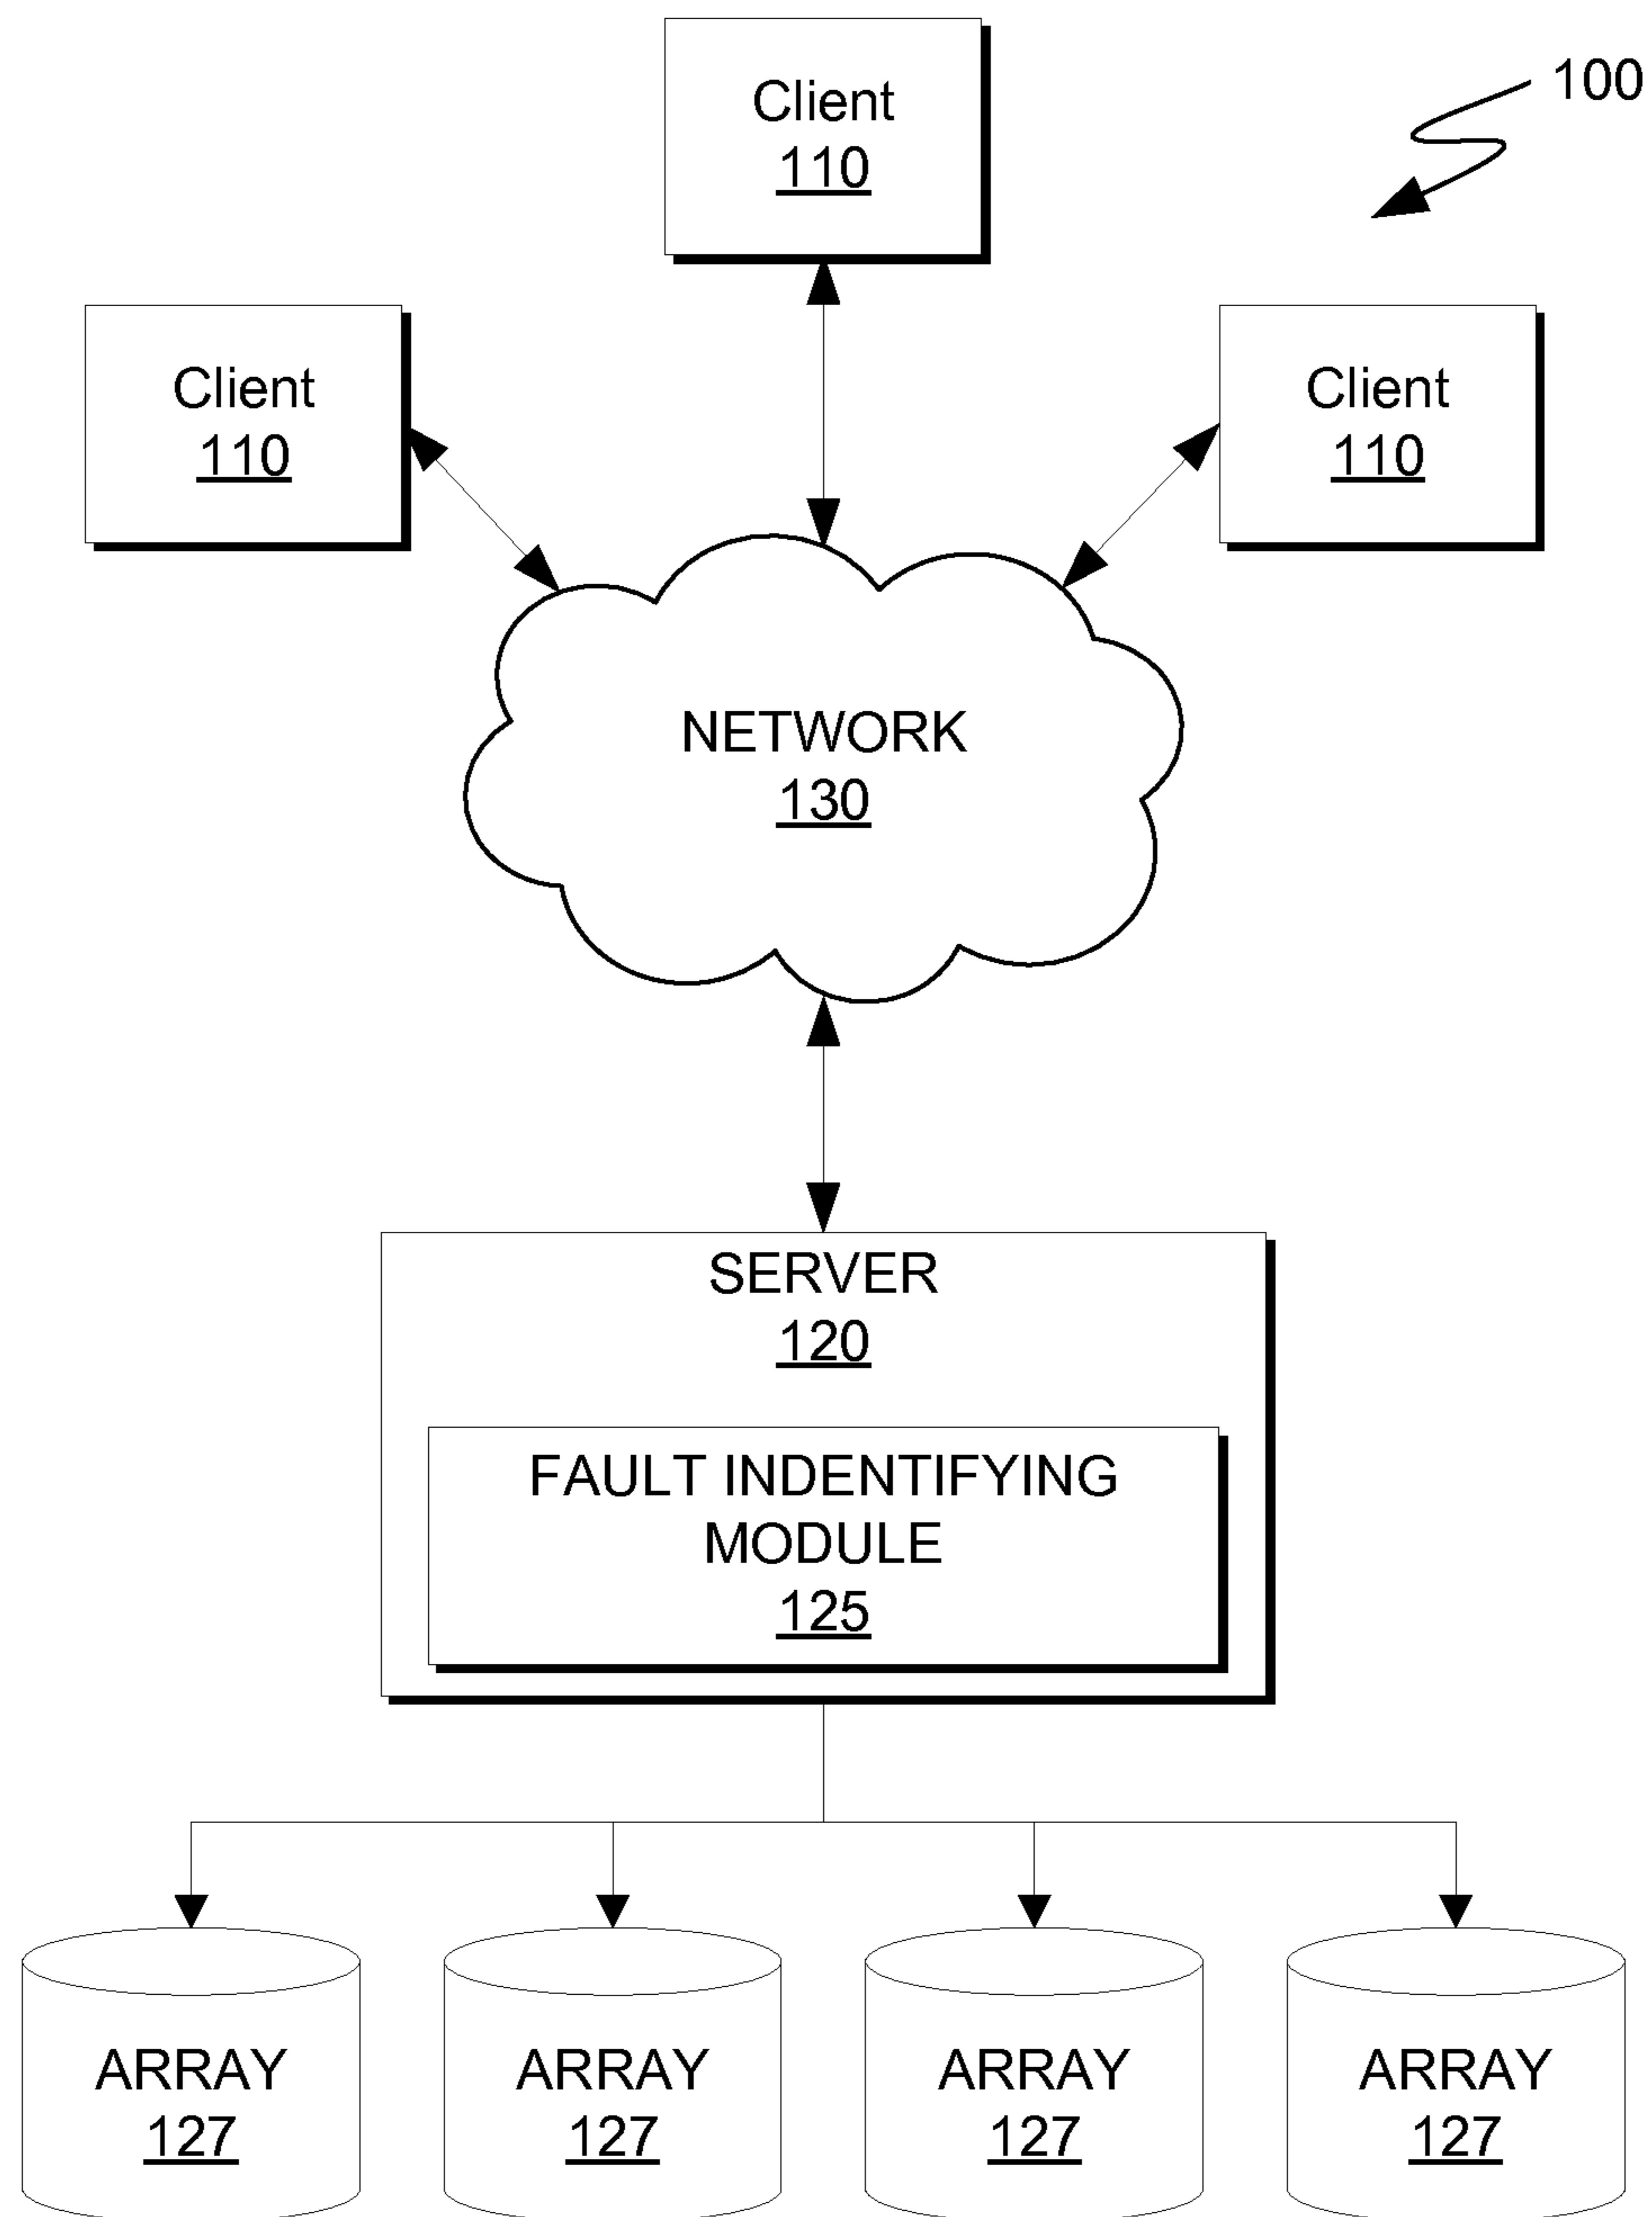 Client
110
100
Client
110
Client
110
NETWORK
130
SERVER
120
FAULT INDENTIFYING
MODULE
125
ARRAY
127
ARRAY
127
ARRAY
127
ARRAY
127